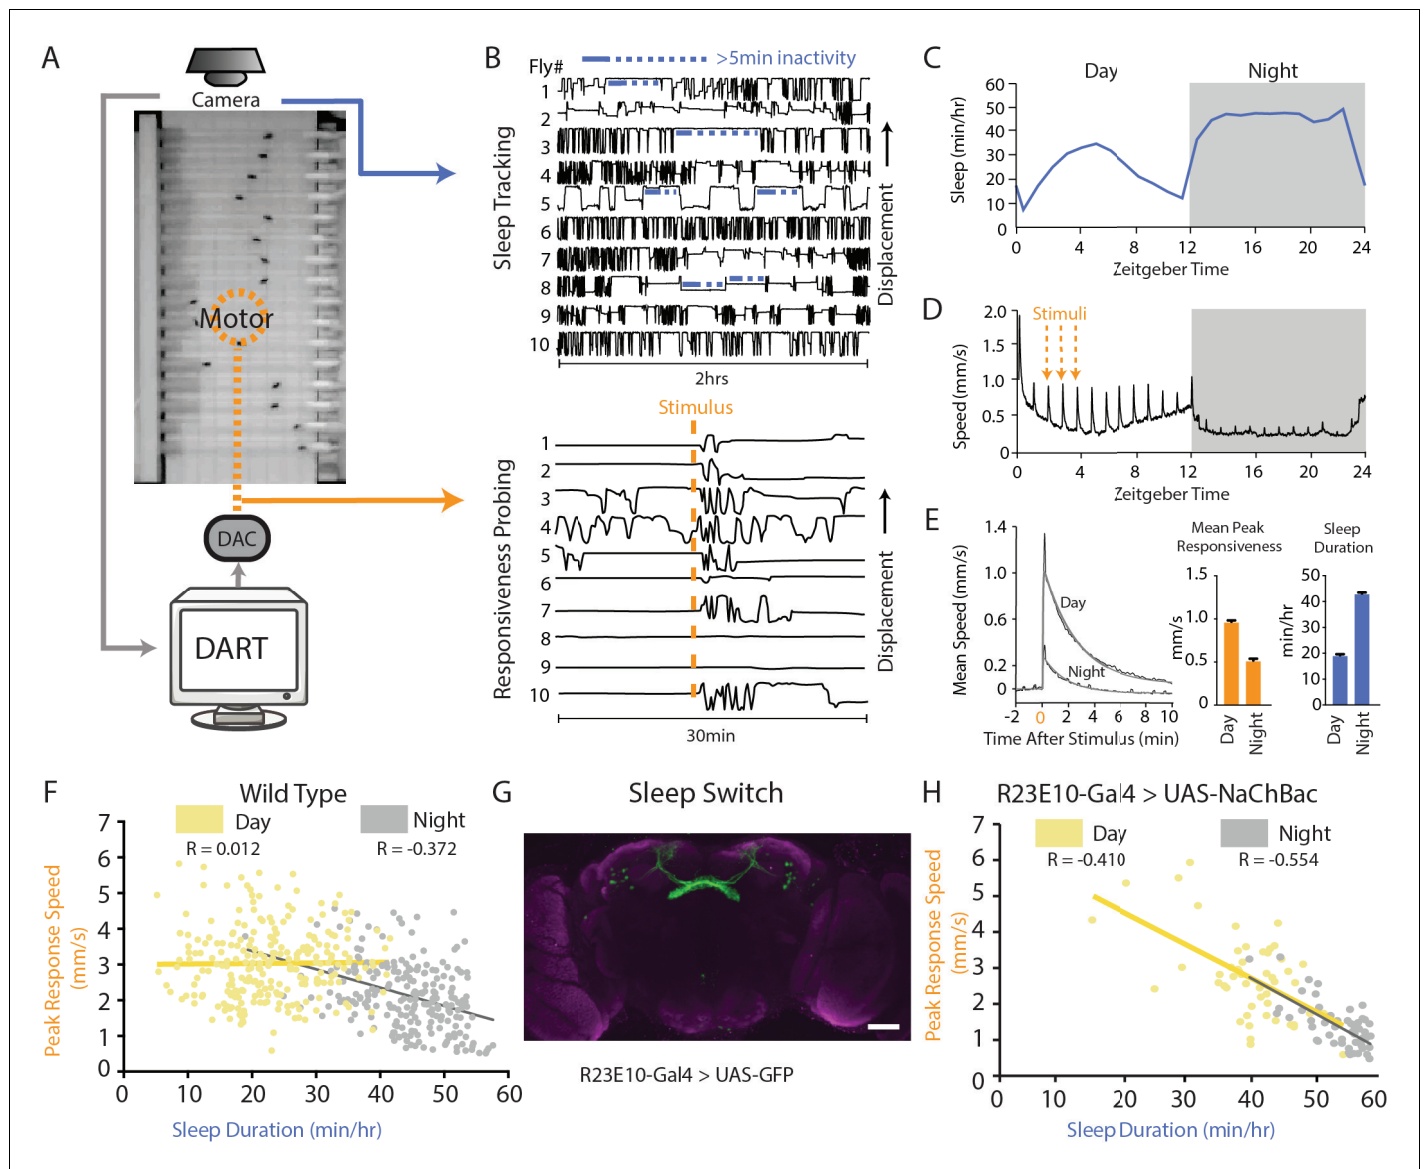 A
Camera
Motor
DAC
DART
B
Fly#
>5min inactivity
Sleep Tracking
1
2
3
4
5
6
7
8
9
10
Displacement
2hrs
Stimulus
Responsiveness Probing
1
2
3
4
5
6
7
8
9
10
Displacement
30min
C
Day
Night
Sleep (min/hr)
60
50
40
30
20
10
0
0
4
8
12
16
20
24
Zeitgeber Time
D
Stimuli
Speed (mm/s)
2.0
1.5
1.0
0.5
0
0
4
8
12
16
20
24
Zeitgeber Time
E
Mean Speed (mm/s)
1.4
1.0
0.6
0.2
0
Day
Night
-2
0
2
4
6
8
10
Time After Stimulus (min)
Mean Peak
Responsiveness
mm/s
1.5
1.0
0.5
0
Day
Night
Sleep
Duration
min/hr
50
40
30
20
10
0
Day
Night
F
Wild Type
Day
R = 0.012
Night
R = -0.372
Peak Response Speed
(mm/s)
7
6
5
4
3
2
1
0
0
10
20
30
40
50
60
Sleep Duration (min/hr)
G
Sleep Switch
R23E10-Gal4 > UAS-GFP
H
R23E10-Gal4 > UAS-NaChBac
Day
R = -0.410
Night
R = -0.554
Peak Response Speed
(mm/s)
7
6
5
4
3
2
1
0
0
10
20
30
40
50
60
Sleep Duration (min/hr)